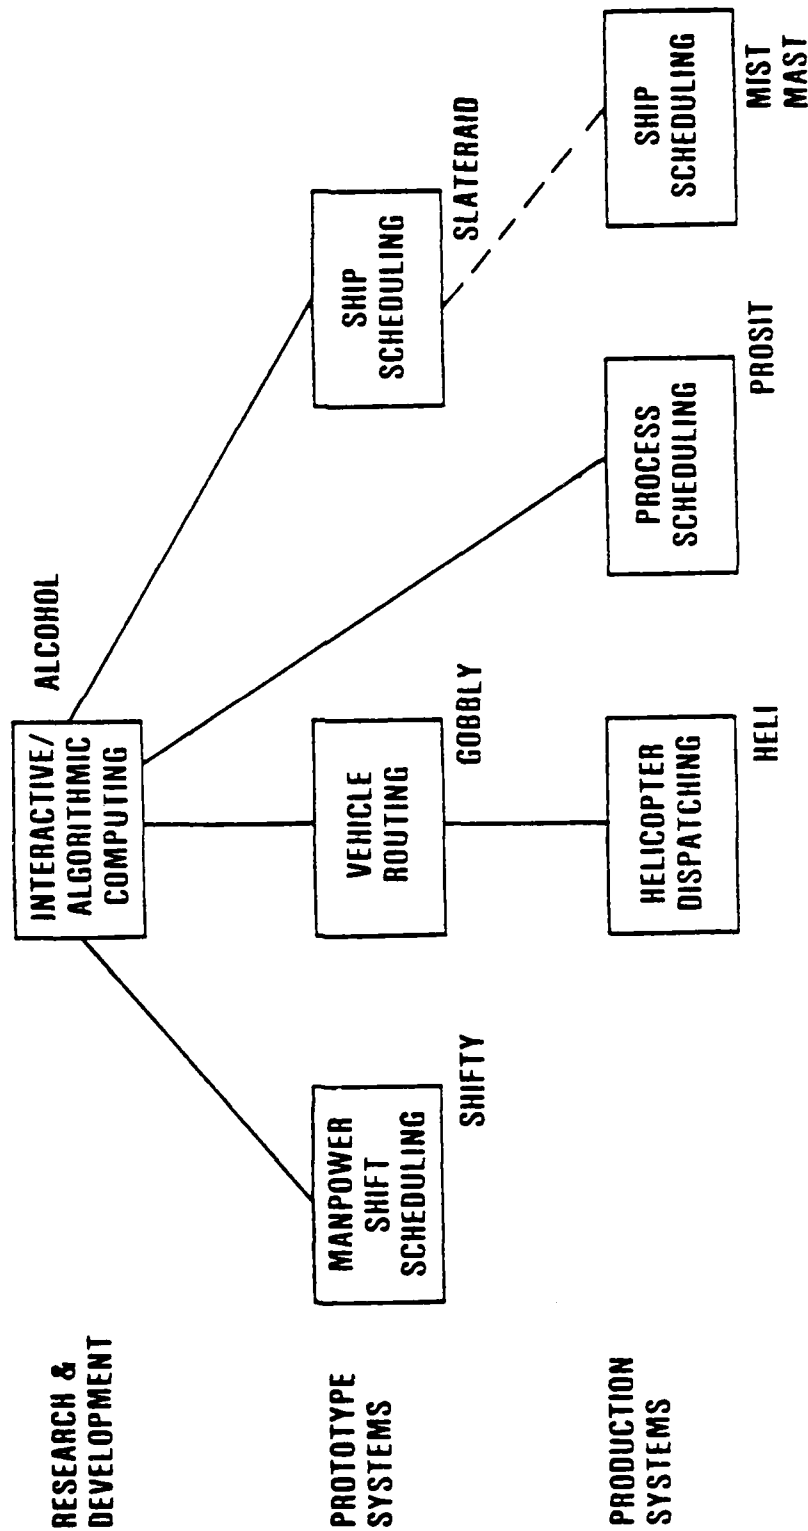 RESEARCH &
DEVELOPMENT
INTERACTIVE/
ALGORITHMIC
COMPUTING
ALCOHOL
PROTOTYPE
SYSTEMS
MANPOWER
SHIFT
SCHEDULING
SHIFTY
VEHICLE
ROUTING
GOBBLY
SHIP
SCHEDULING
SLATERAID
PRODUCTION
SYSTEMS
HELICOPTER
DISPATCHING
HELI
PROCESS
SCHEDULING
PROSIT
SHIP
SCHEDULING
MIST
MAST